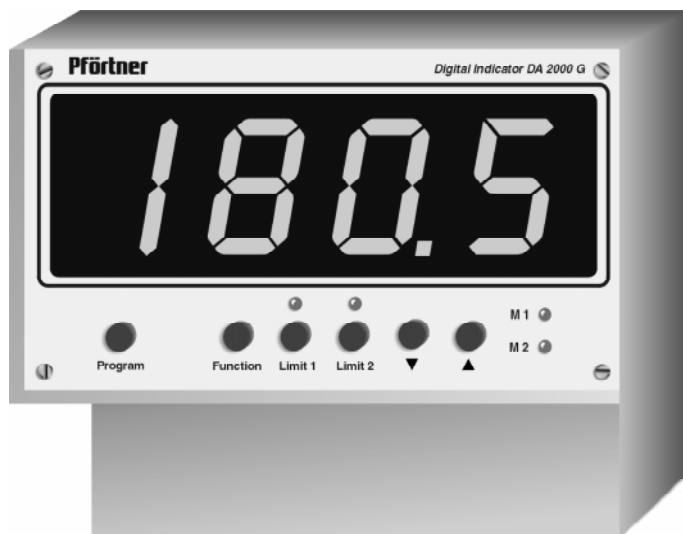 Pförtner
Digital Indicator DA 2000 G
180.5
M 1
M 2
Program Function Limit 1 Limit 2 ▼ ▲